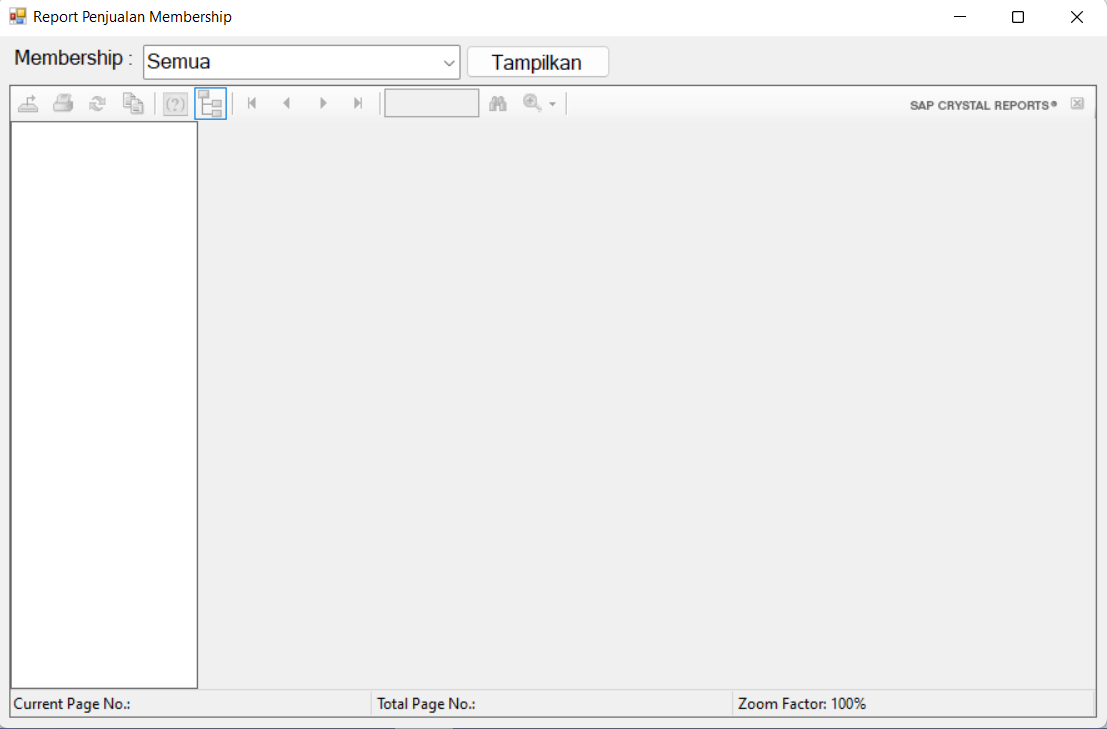 Report Penjualan Membership
Membership :
Semua
Tampilkan
(?)
SAP CRYSTAL REPORTS®
Current Page No.:
Total Page No.:
Zoom Factor: 100%